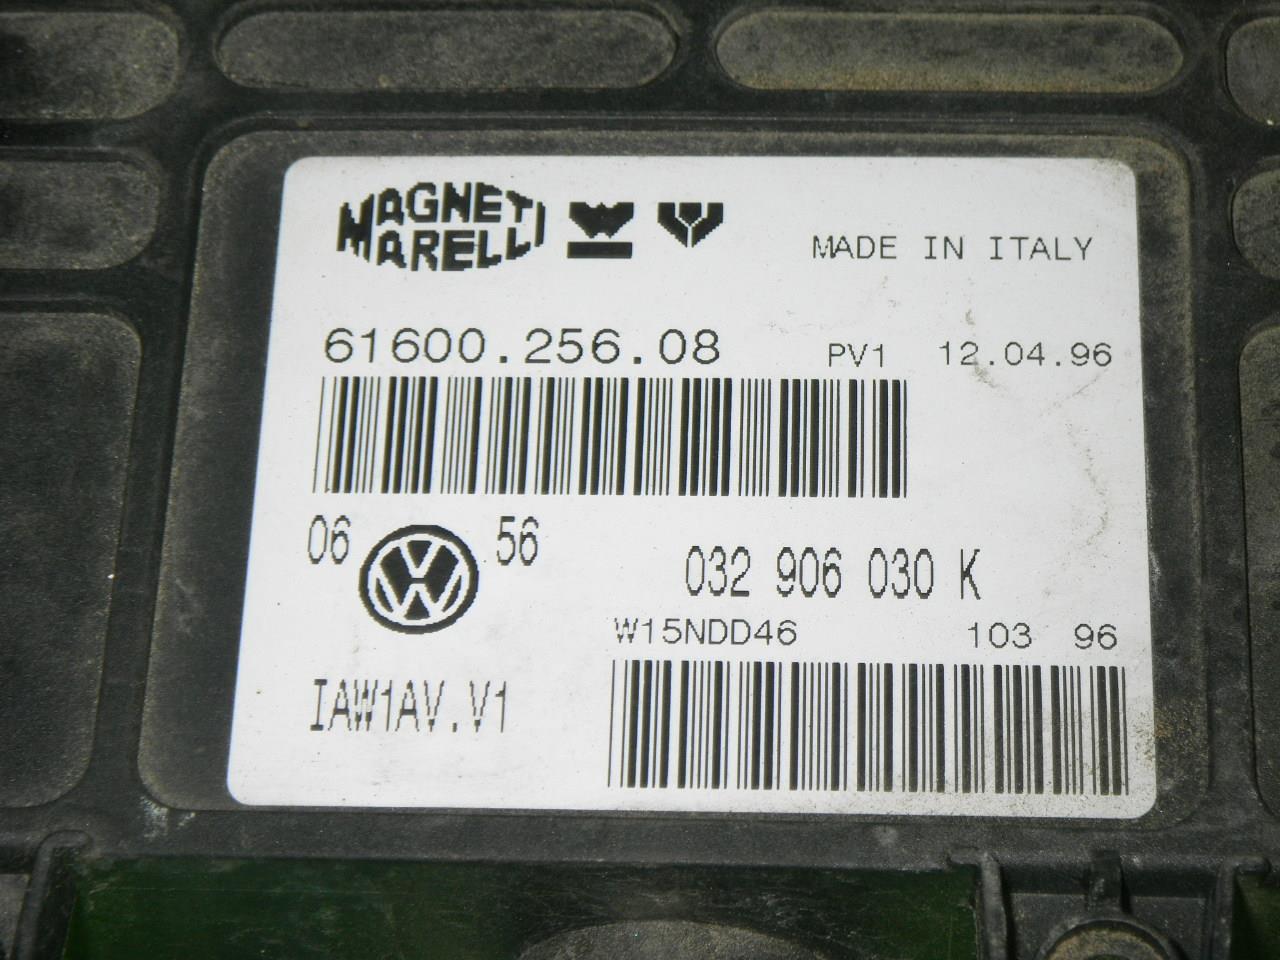 MAGNETI MARELLI MADE IN ITALY
61600.256.08 PV1 12.04.96
06 56 032 906 030 K
W15NDD46 103 96
IAW1AV.V1